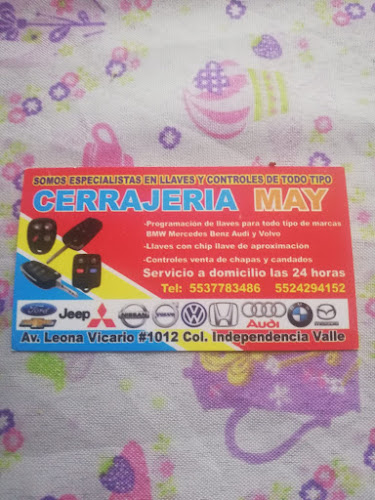 SOMOS ESPECIALISTAS EN LLAVES Y CONTROLES DE TODO TIPO
CERRAJERIA MAY
-Programación de llaves para todo tipo de marcas
BMW Mercedes Benz Audi y Volvo
-Llaves con chip llave de aproximación
-Controles venta de chapas y candados
Servicio a domicilio las 24 horas
Tel: 5537783486 5524294152
Ford
CHEVROLET
Jeep
NISSAN
VOLVO
Audi
BMW
Av. Leona Vicario #1012 Col. Independencia Valle